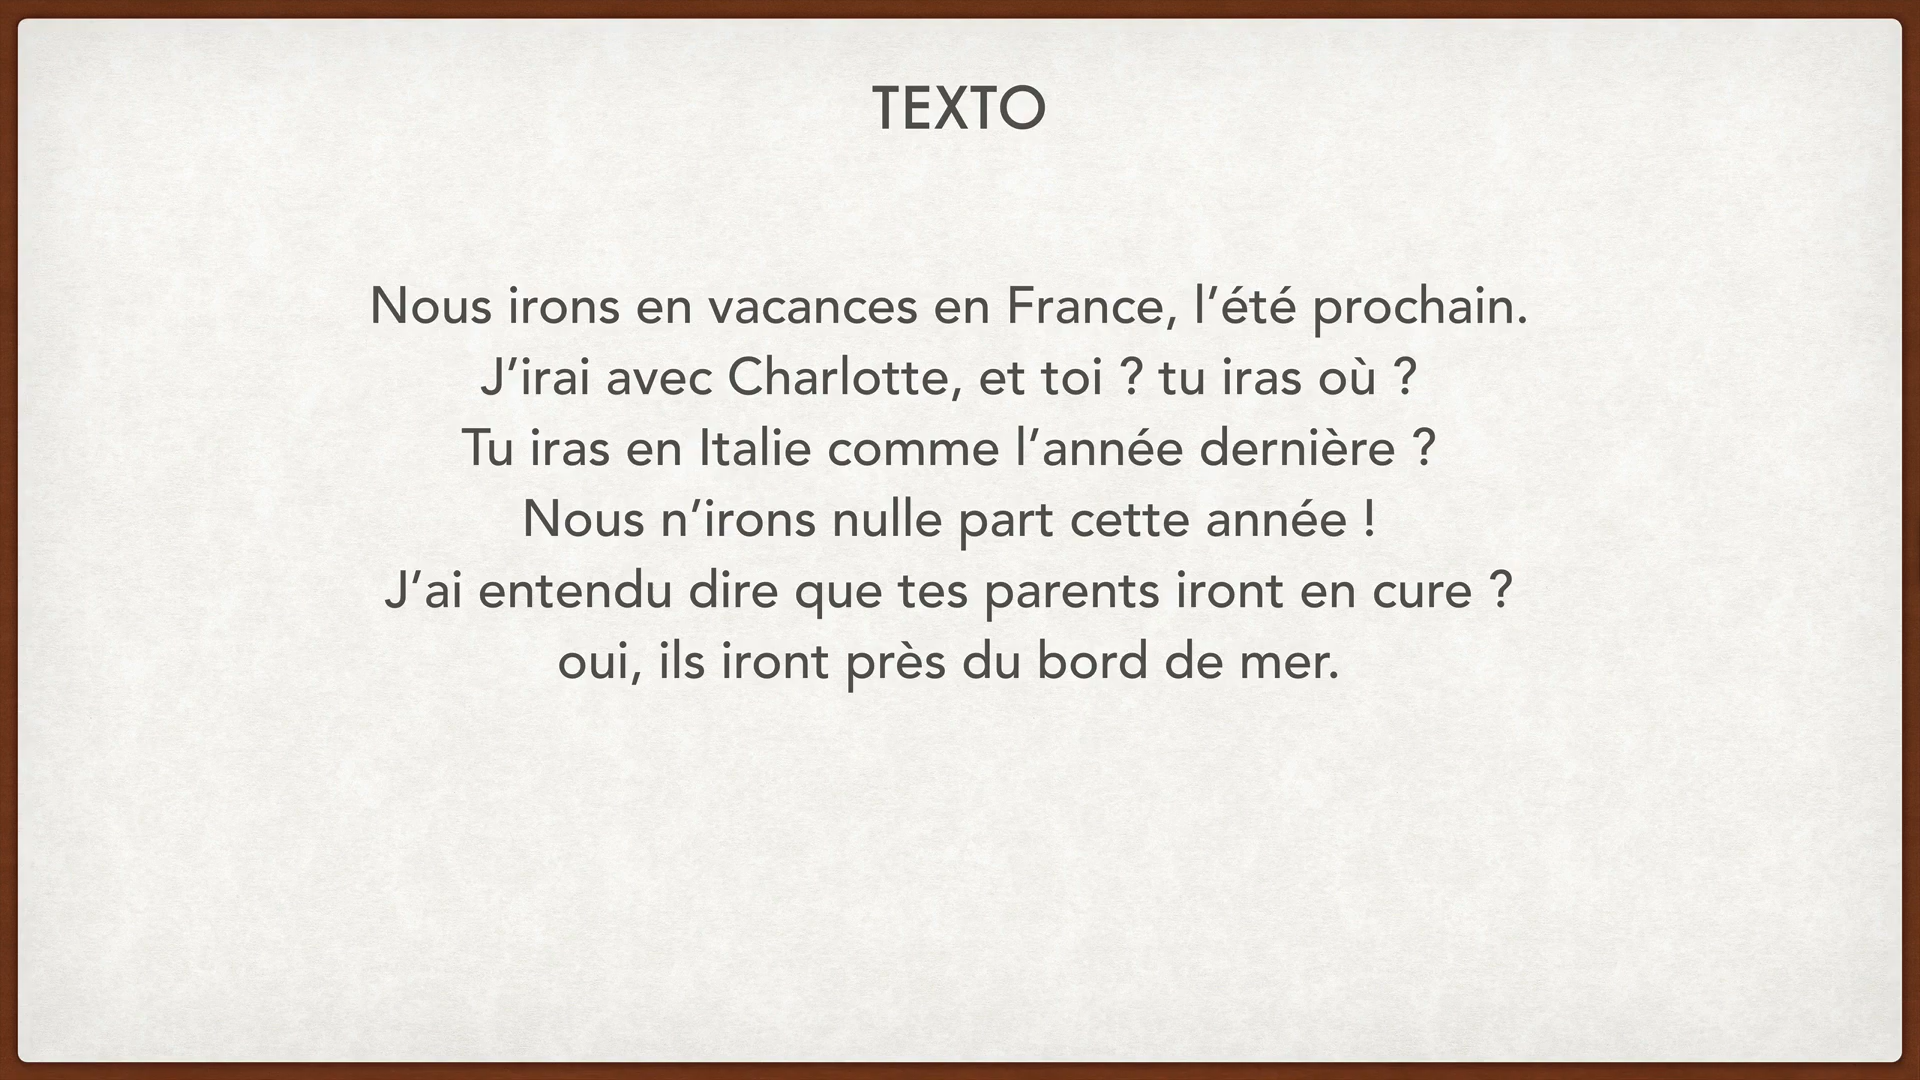 TEXTO
Nous irons en vacances en France, l’été prochain.
J’irai avec Charlotte, et toi ? tu iras où ?
Tu iras en Italie comme l’année dernière ?
Nous n’irons nulle part cette année !
J’ai entendu dire que tes parents iront en cure ?
oui, ils iront près du bord de mer.